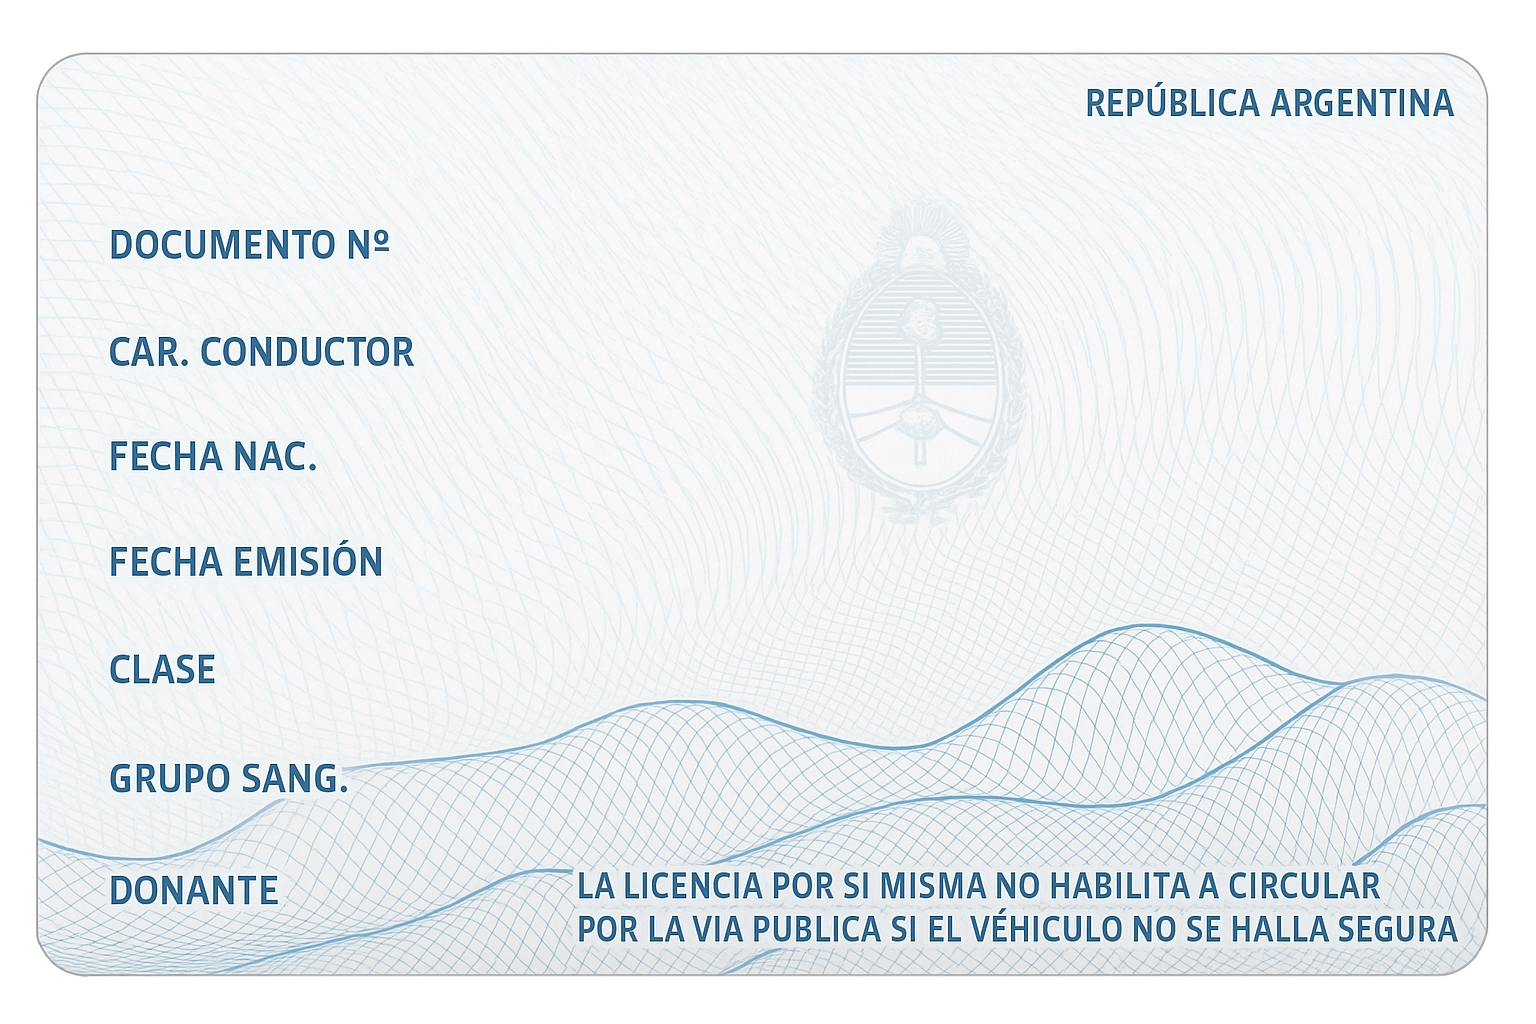 REPÚBLICA ARGENTINA
DOCUMENTO Nº
CAR. CONDUCTOR
FECHA NAC.
FECHA EMISIÓN
CLASE
GRUPO SANG.
DONANTE
LA LICENCIA POR SI MISMA NO HABILITA A CIRCULAR
POR LA VIA PUBLICA SI EL VÉHICULO NO SE HALLA SEGURA